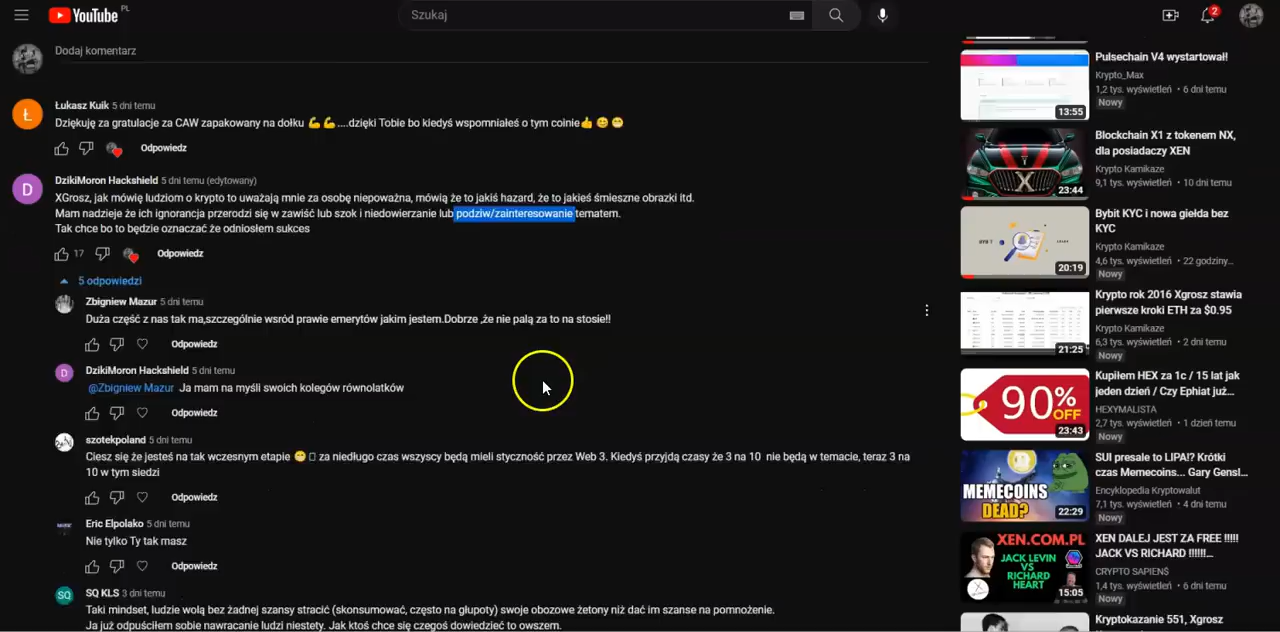 YouTube PL
Szukaj
2
Dodaj komentarz
Ł
Łukasz Kuik 5 dni temu
Dziękuję za gratulacje za CAW zapakowany na dołku 💪 💪 ....dzięki Tobie bo kiedyś wspomniałeś o tym coinie👍 😊 😁
Odpowiedz
D
DzikiMoron Hackshield 5 dni temu (edytowany)
XGrosz, jak mówię ludziom o krypto to uważają mnie za osobę niepoważna, mówią że to jakiś hazard, że to jakieś śmieszne obrazki Itd.
Mam nadzieje że ich ignorancja przerodzi się w zawiść lub szok i niedowierzanie lub podziw/zainteresowanie tematem.
Tak chce bo to będzie oznaczać że odniosłem sukces
17
Odpowiedz
5 odpowiedzi
Zbigniew Mazur 5 dni temu
Duża część z nas tak ma,szczególnie wsród prawie emerytów jakim jestem.Dobrze ,że nie palą za to na stosie!!
Odpowiedz
D
DzikiMoron Hackshield 5 dni temu
@Zbigniew Mazur Ja mam na myśli swoich kolegów równolatków
Odpowiedz
szotekpoland 5 dni temu
Ciesz się że jesteś na tak wczesnym etapie 😁 za niedługo czas wszyscy będą mieli styczność przez Web 3. Kiedyś przyjdą czasy że 3 na 10 nie będą w temacie, teraz 3 na
10 w tym siedzi
Odpowiedz
Eric Elpolako 5 dni temu
Nie tylko Ty tak masz
Odpowiedz
SQ
SQ KLS 3 dni temu
Taki mindset, ludzie wolą bez żadnej szansy stracić (skonsumować, często na głupoty) swoje obozowe żetony niż dać im szanse na pomnożenie.
Ja już odpuściłem sobie nawracanie ludzi niestety. Jak ktoś chce się czegoś dowiedzieć to owszem.
13:55
Pulsechain V4 wystartował!
Krypto_Max
1,2 tys. wyświetleń • 6 dni temu
Nowy
23:44
Blockchain X1 z tokenem NX,
dla posiadaczy XEN
Krypto Kamikaze
9,1 tys. wyświetleń • 10 dni temu
20:19
Bybit KYC i nowa giełda bez
KYC
Krypto Kamikaze
4,6 tys. wyświetleń • 22 godziny...
Nowy
21:25
Krypto rok 2016 Xgrosz stawia
pierwsze kroki ETH za $0.95
Krypto Kamikaze
6,3 tys. wyświetleń • 2 dni temu
Nowy
90%
OFF
23:43
Kupiłem HEX za 1c / 15 lat jak
jeden dzień / Czy Ephiat już...
HEXYMALISTA
2,7 tys. wyświetleń • 1 dzień temu
Nowy
MEMECOINS
DEAD?
22:29
SUI presale to LIPA!? Krótki
czas Memecoins... Gary Gensl...
Encyklopedia Kryptowalut
7,1 tys. wyświetleń • 4 dni temu
Nowy
XEN.COM.PL
JACK LEVIN
VS
RICHARD
HEART
15:05
XEN DALEJ JEST ZA FREE !!!!!
JACK VS RICHARD !!!!!!...
CRYPTO SAPIEN$
1,4 tys. wyświetleń • 6 dni temu
Nowy
Kryptokazanie 551, Xgrosz